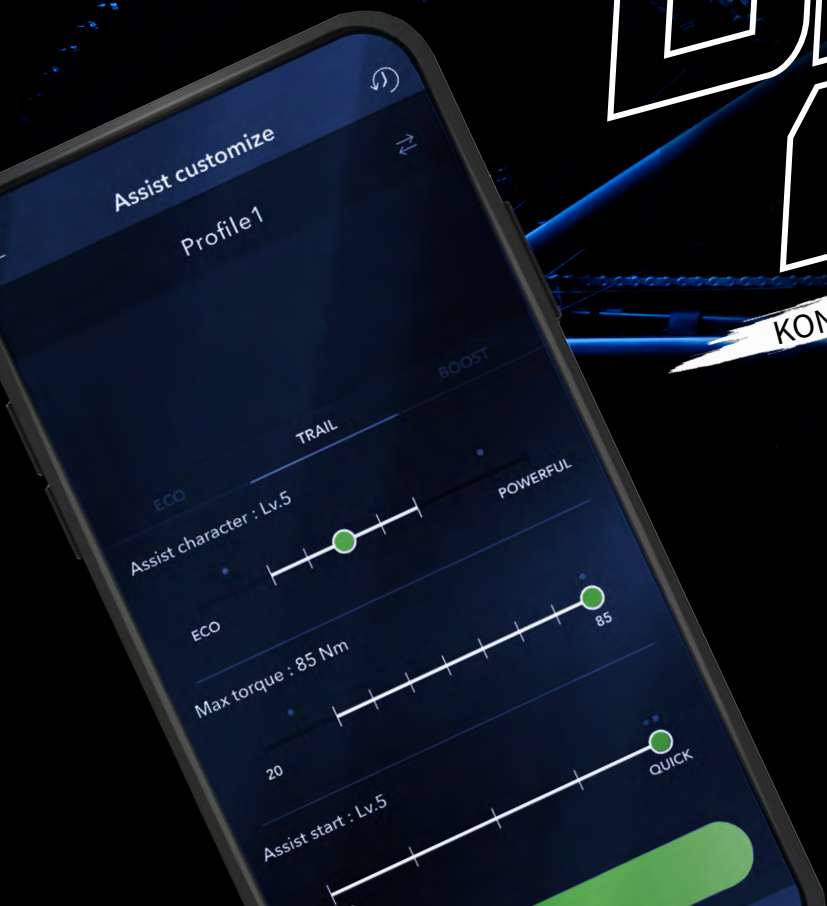 Assist customize
Profile1
ECO TRAIL BOOST
Assist character : Lv.5
ECO POWERFUL
Max torque : 85 Nm
20 85
Assist start : Lv.5
QUICK
KON